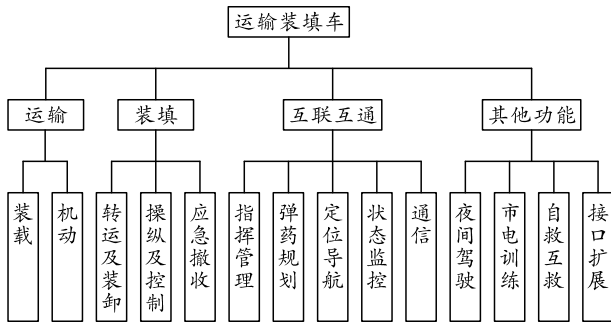 运输装填车
运输
装填
互联互通
其他功能
装载
机动
转运及装卸
操纵及控制
应急撤收
指挥管理
弹药规划
定位导航
状态监控
通信
夜间驾驶
市电训练
自救互救
接口扩展